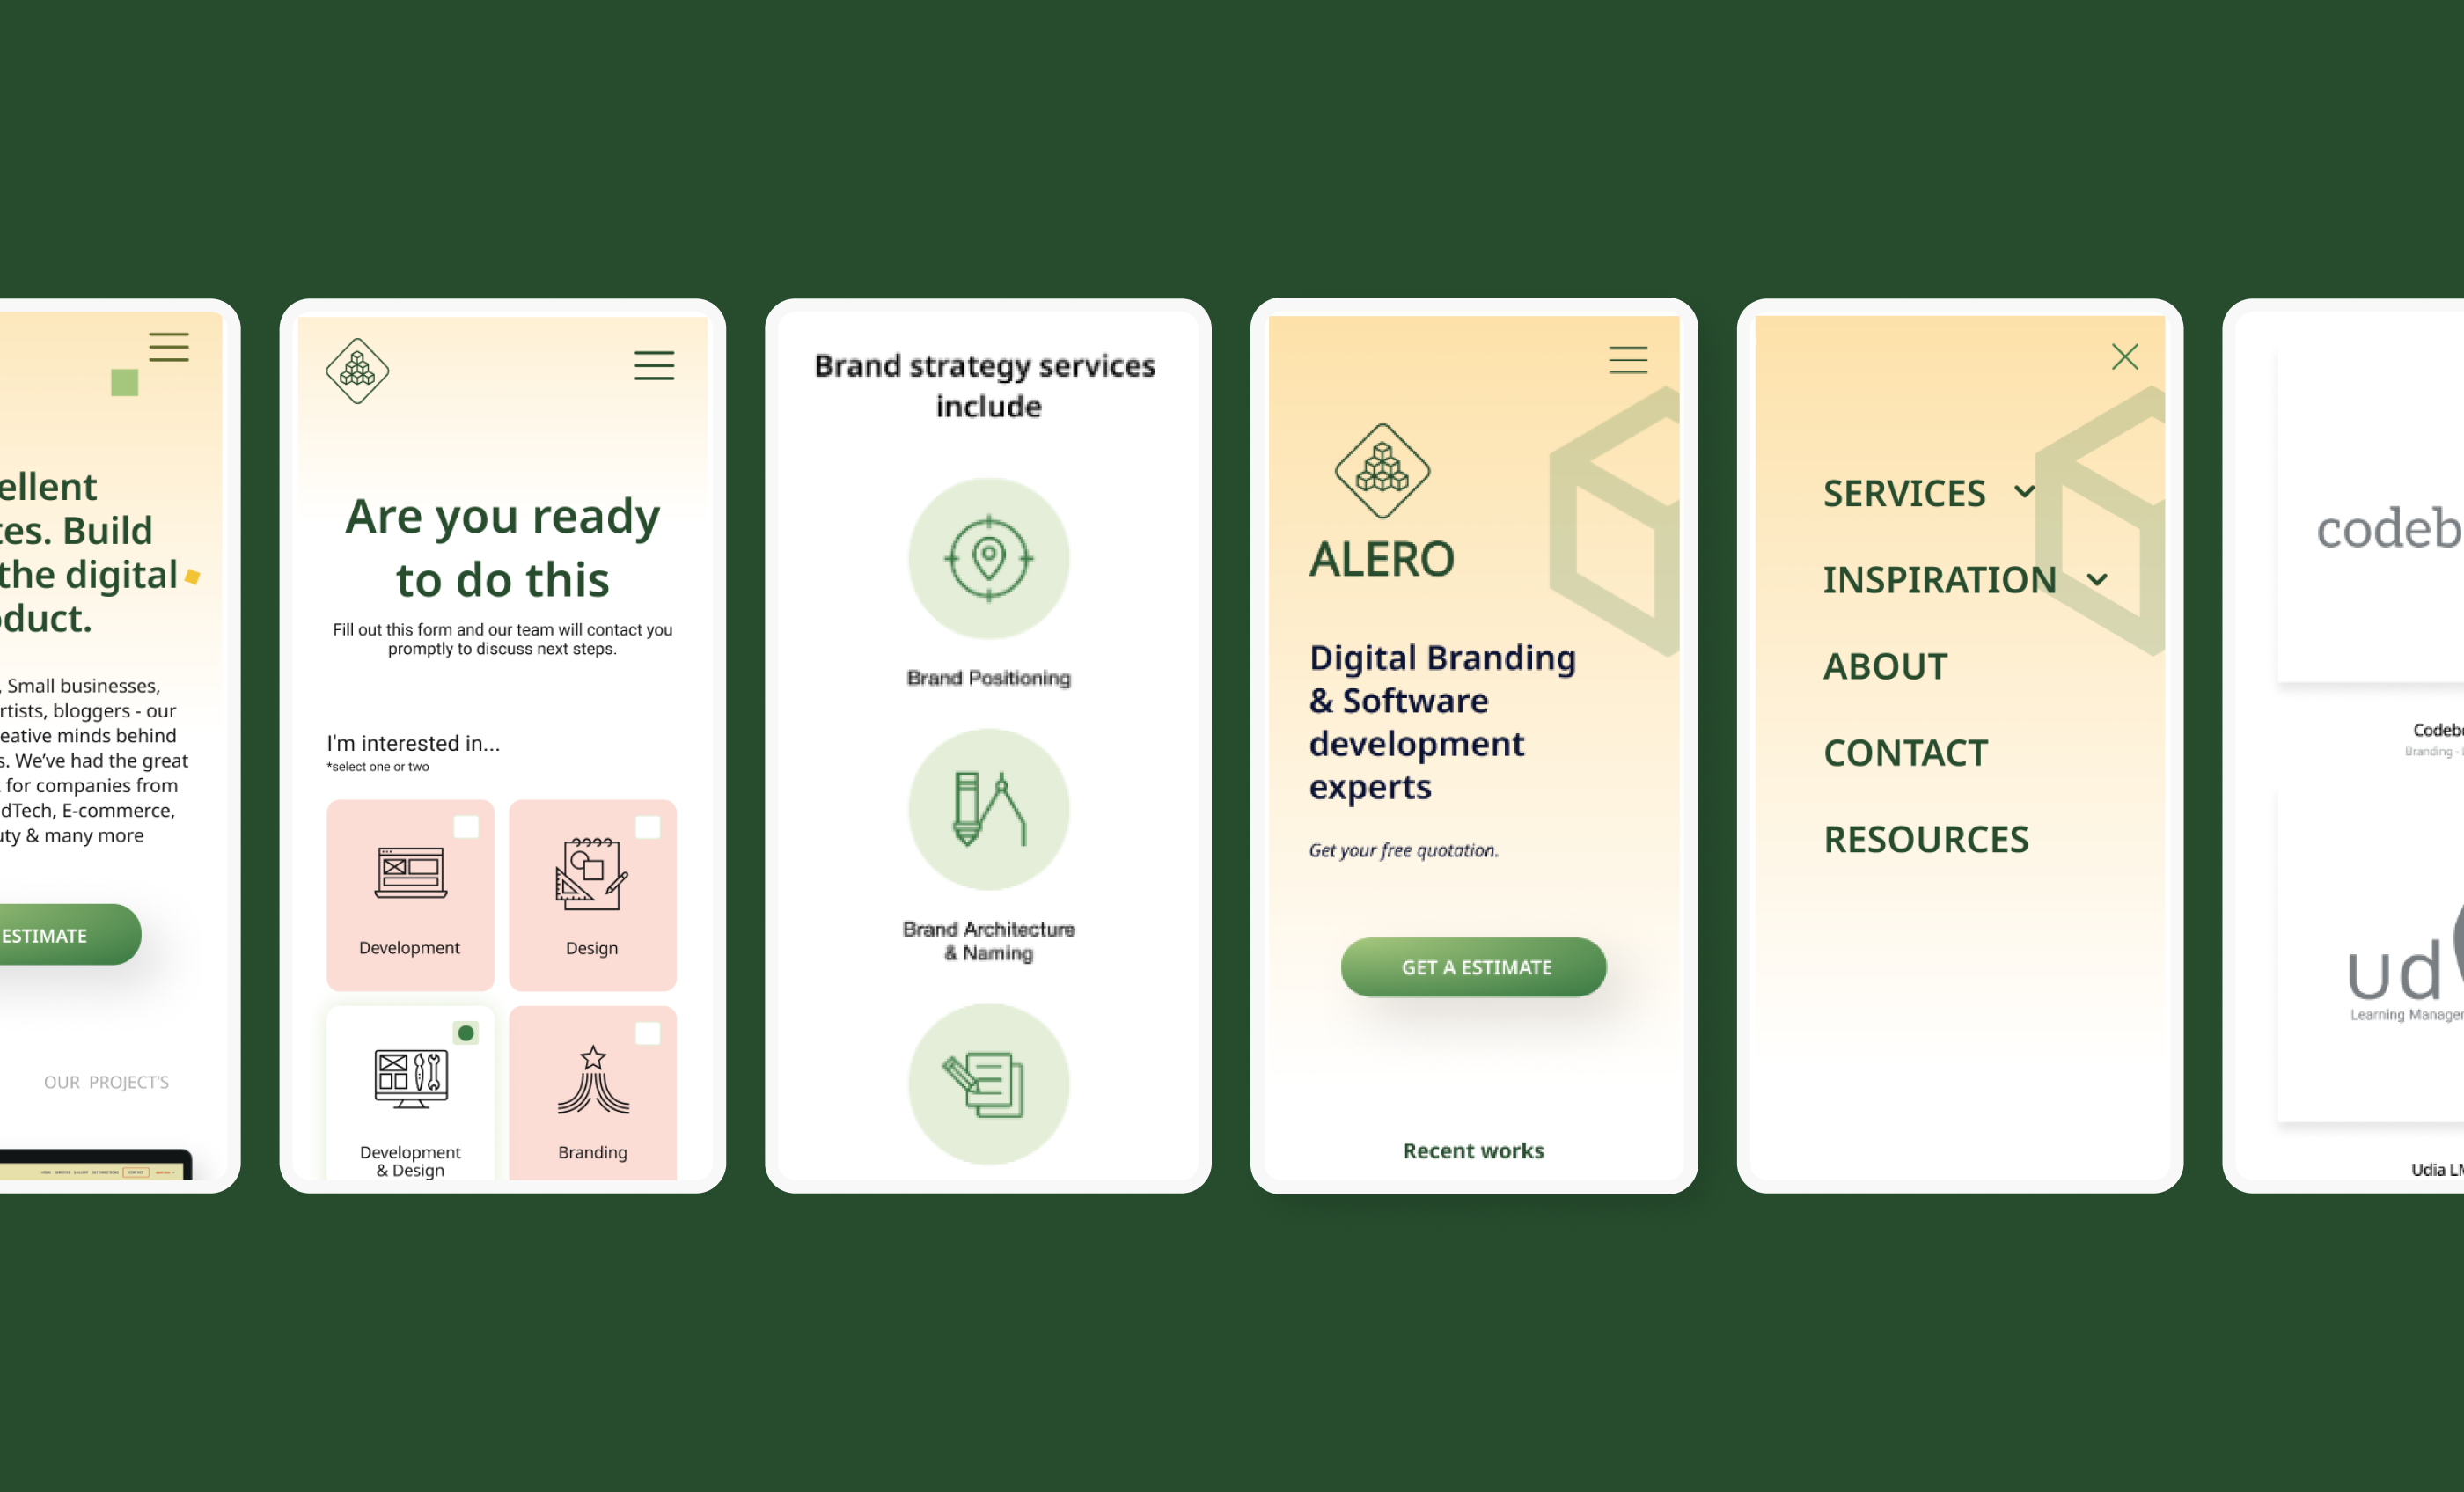 ellent
tes. Build
the digital
duct.
, Small businesses,
rtists, bloggers - our
eative minds behind
s. We've had the great
for companies from
dTech, E-commerce,
uty & many more
ESTIMATE
OUR PROJECT'S
Are you ready
to do this
Fill out this form and our team will contact you
promptly to discuss next steps.
I'm interested in...
*select one or two
Development
Design
Development
& Design
Branding
Brand strategy services
include
Brand Positioning
Brand Architecture
& Naming
ALERO
Digital Branding
& Software
development
experts
Get your free quotation.
GET A ESTIMATE
Recent works
SERVICES
INSPIRATION
ABOUT
CONTACT
RESOURCES
codeb
Codeb
Branding -
ud
Learning Manage
Udia LM